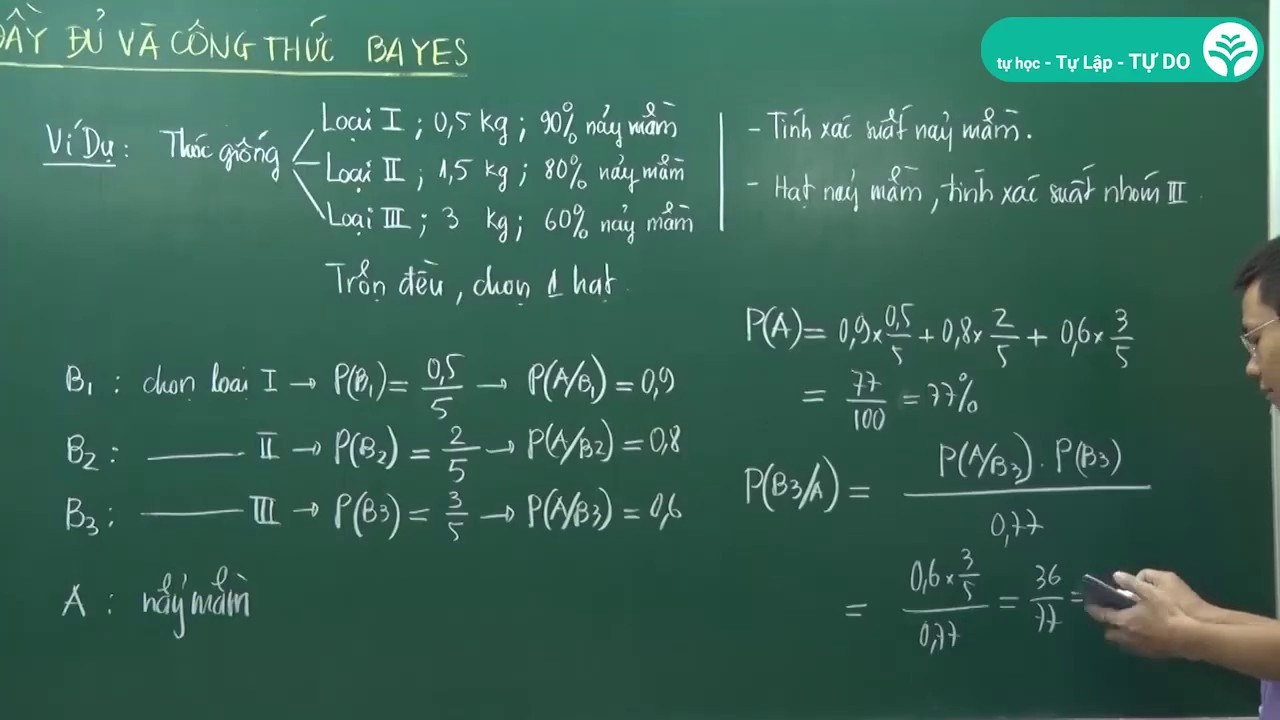 ĐẦY ĐỦ VÀ CÔNG THỨC BAYES
tự học - Tự Lập - TỰ DO
Ví Dụ: Thóc giống
Loại I ; 0,5 kg ; 90% nảy mầm
Loại II ; 1,5 kg ; 80% nảy mầm
Loại III ; 3 kg ; 60% nảy mầm
Trộn đều, chọn 1 hạt
- Tính xác suất nảy mầm.
- Hạt nảy mầm, tính xác suất nhóm III
B₁ : chọn loại I → P(B₁) = 0,5/5 → P(A/B₁) = 0,9
B₂ : —— II → P(B2) = 2/5 → P(A/B2) = 0,8
B₃ : —— III → P(B3) = 3/5 → P(A/B3) = 0,6
A : nảy mầm
P(A) = 0,9 × 0,5/5 + 0,8 × 2/5 + 0,6 × 3/5
= 77/100 = 77%
P(B3/A) = P(A/B3) . P(B3) / 0,77
= 0,6 × 3/5 / 0,77 = 36/77 =